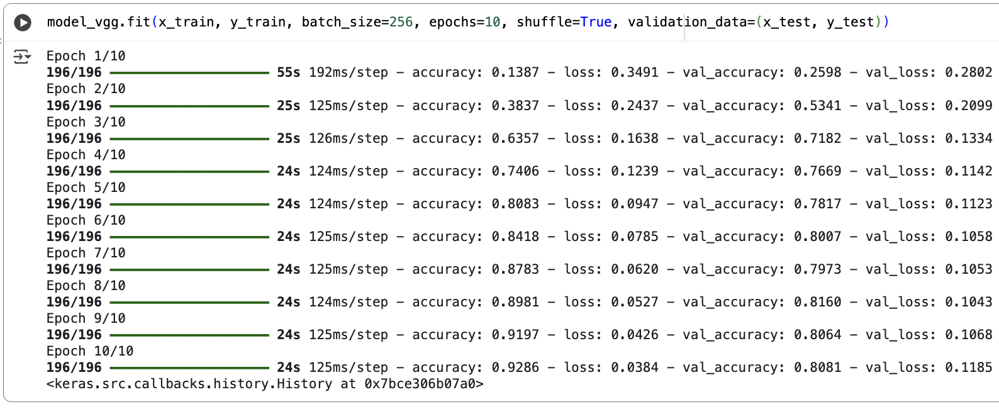 model_vgg.fit(x_train, y_train, batch_size=256, epochs=10, shuffle=True, validation_data=(x_test, y_test))
Epoch 1/10
196/196 55s 192ms/step - accuracy: 0.1387 - loss: 0.3491 - val_accuracy: 0.2598 - val_loss: 0.2802
Epoch 2/10
196/196 25s 125ms/step - accuracy: 0.3837 - loss: 0.2437 - val_accuracy: 0.5341 - val_loss: 0.2099
Epoch 3/10
196/196 25s 126ms/step - accuracy: 0.6357 - loss: 0.1638 - val_accuracy: 0.7182 - val_loss: 0.1334
Epoch 4/10
196/196 24s 124ms/step - accuracy: 0.7406 - loss: 0.1239 - val_accuracy: 0.7669 - val_loss: 0.1142
Epoch 5/10
196/196 24s 124ms/step - accuracy: 0.8083 - loss: 0.0947 - val_accuracy: 0.7817 - val_loss: 0.1123
Epoch 6/10
196/196 24s 125ms/step - accuracy: 0.8418 - loss: 0.0785 - val_accuracy: 0.8007 - val_loss: 0.1058
Epoch 7/10
196/196 24s 125ms/step - accuracy: 0.8783 - loss: 0.0620 - val_accuracy: 0.7973 - val_loss: 0.1053
Epoch 8/10
196/196 24s 124ms/step - accuracy: 0.8981 - loss: 0.0527 - val_accuracy: 0.8160 - val_loss: 0.1043
Epoch 9/10
196/196 24s 125ms/step - accuracy: 0.9197 - loss: 0.0426 - val_accuracy: 0.8064 - val_loss: 0.1068
Epoch 10/10
196/196 24s 125ms/step - accuracy: 0.9286 - loss: 0.0384 - val_accuracy: 0.8081 - val_loss: 0.1185
<keras.src.callbacks.history.History at 0x7bce306b07a0>